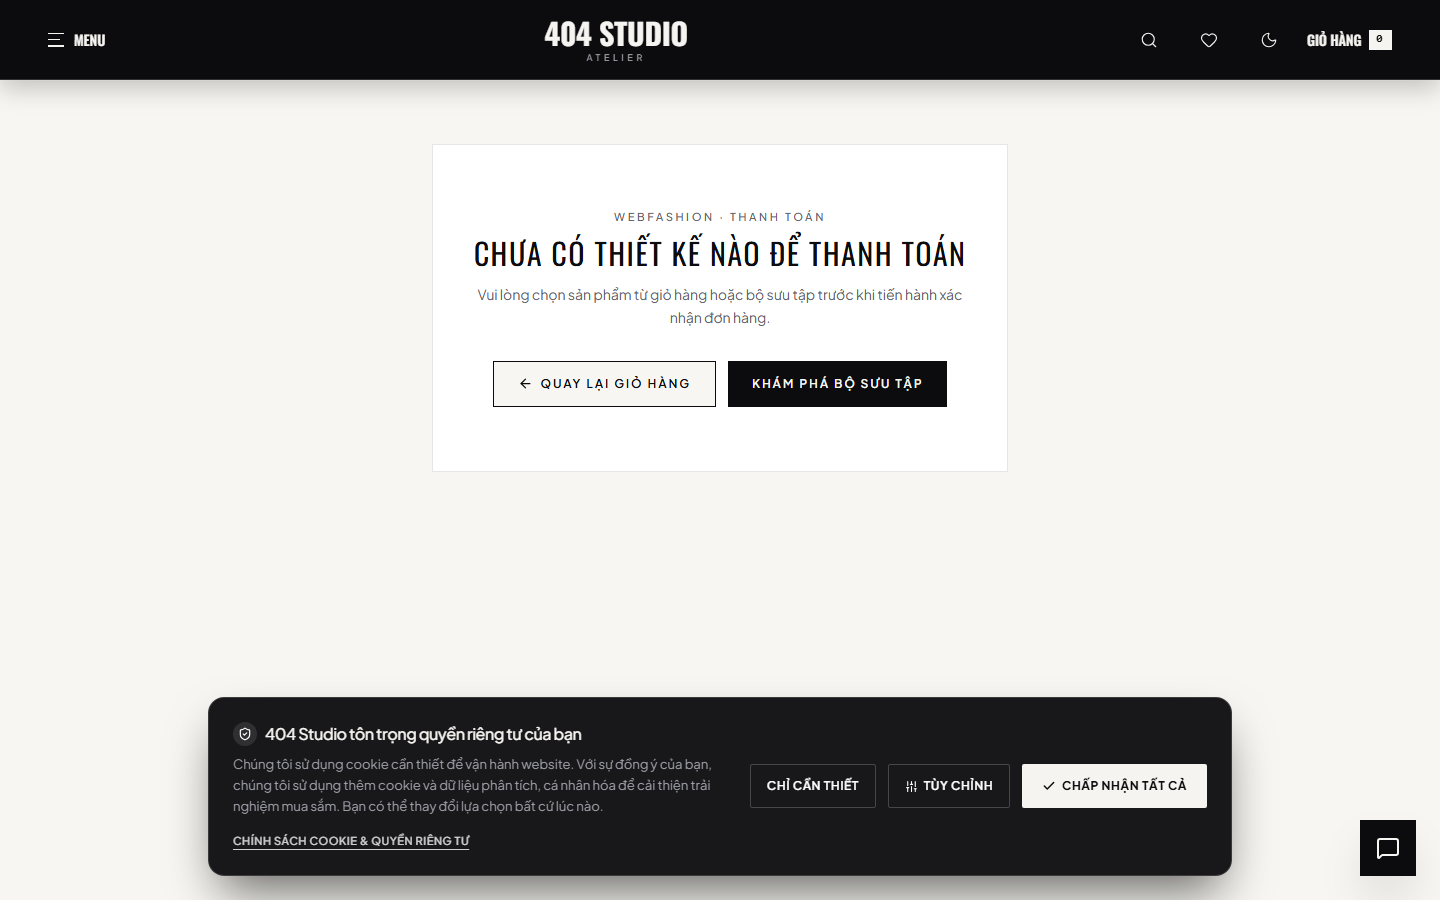 MENU
404 STUDIO
ATELIER
GIỎ HÀNG 0
WEBFASHION · THANH TOÁN
CHƯA CÓ THIẾT KẾ NÀO ĐỂ THANH TOÁN
Vui lòng chọn sản phẩm từ giỏ hàng hoặc bộ sưu tập trước khi tiến hành xác
nhận đơn hàng.
QUAY LẠI GIỎ HÀNG
KHÁM PHÁ BỘ SƯU TẬP
404 Studio tôn trọng quyền riêng tư của bạn
Chúng tôi sử dụng cookie cần thiết để vận hành website. Với sự đồng ý của bạn,
chúng tôi sử dụng thêm cookie và dữ liệu phân tích, cá nhân hóa để cải thiện trải
nghiệm mua sắm. Bạn có thể thay đổi lựa chọn bất cứ lúc nào.
CHÍNH SÁCH COOKIE & QUYỀN RIÊNG TƯ
CHỈ CẦN THIẾT
TÙY CHỈNH
CHẤP NHẬN TẤT CẢ